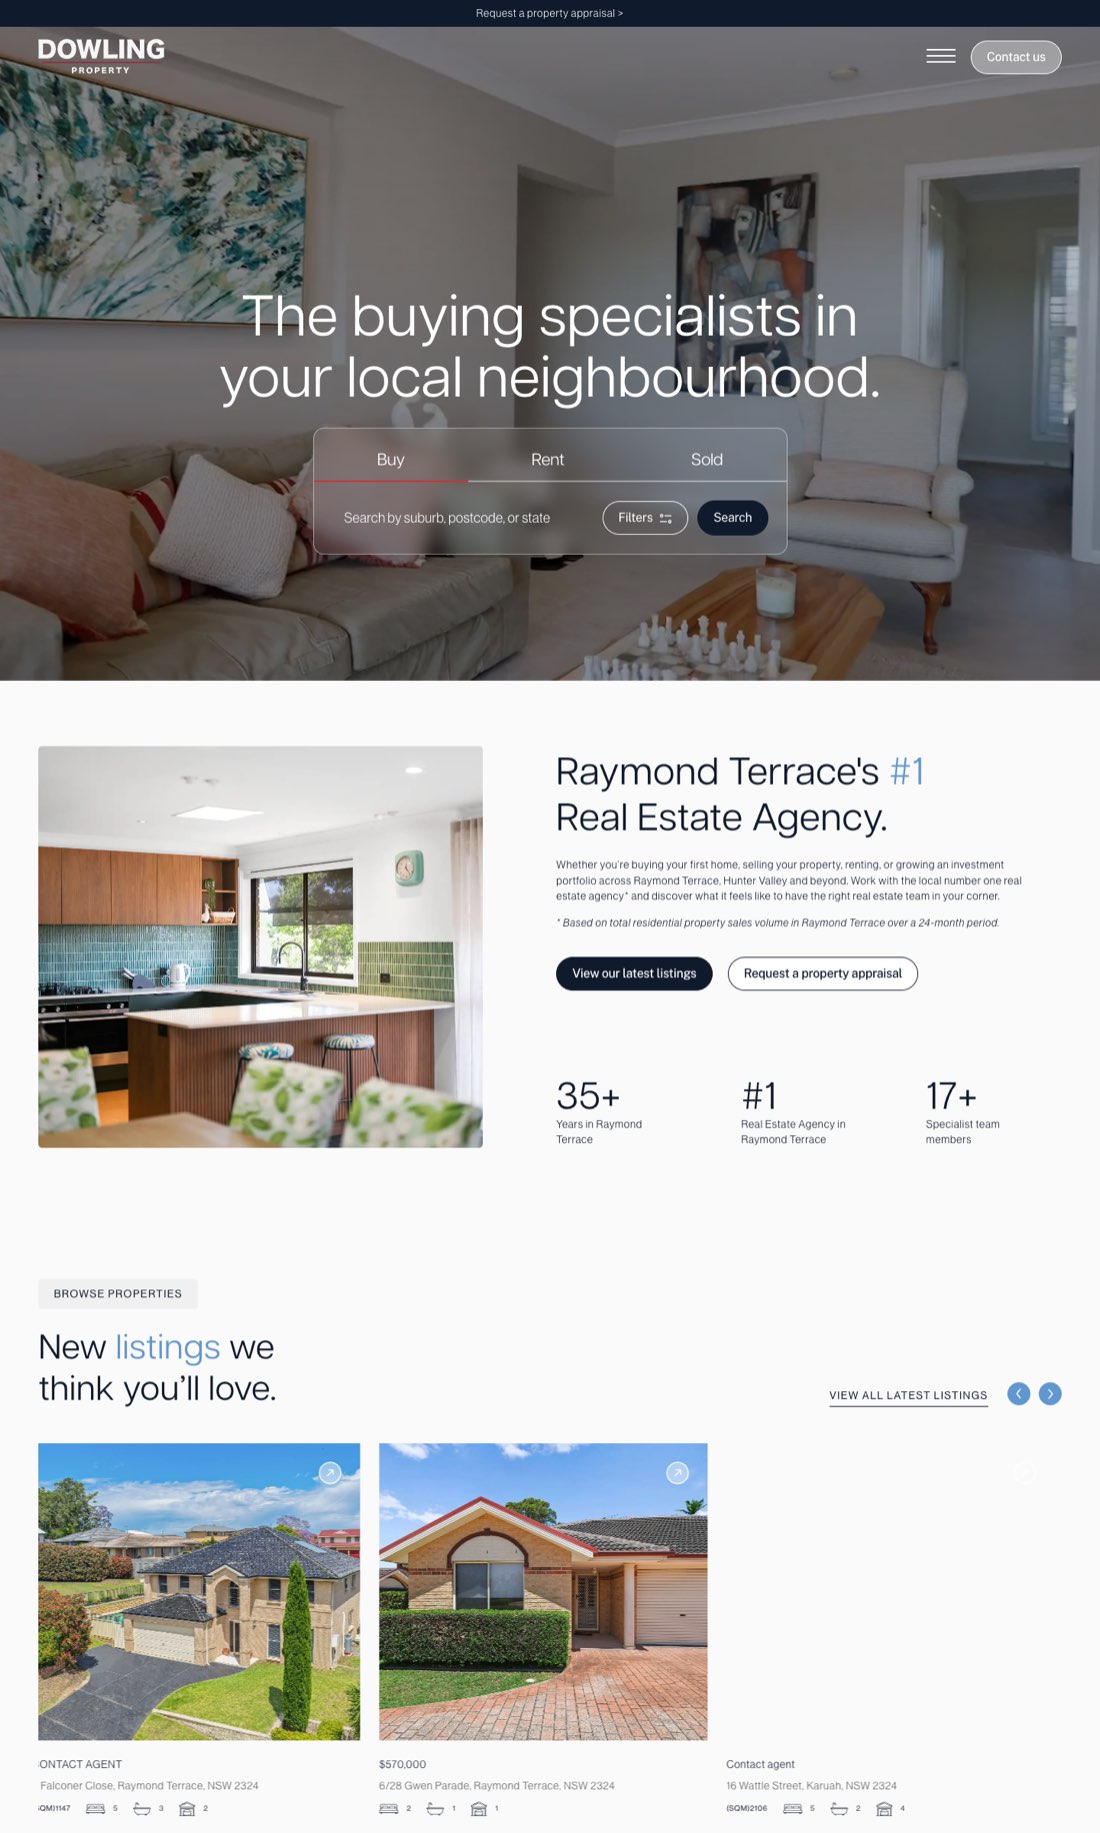 Request a property appraisal >
DOWLING
PROPERTY
Contact us
The buying specialists in
your local neighbourhood.
Buy
Rent
Sold
Search by suburb, postcode, or state
Filters
Search
Raymond Terrace's #1
Real Estate Agency.
Whether you're buying your first home, selling your property, renting, or growing an investment
portfolio across Raymond Terrace, Hunter Valley and beyond. Work with the local number one real
estate agency* and discover what it feels like to have the right real estate team in your corner.
* Based on total residential property sales volume in Raymond Terrace over a 24-month period.
View our latest listings
Request a property appraisal
35+
Years in Raymond
Terrace
#1
Real Estate Agency in
Raymond Terrace
17+
Specialist team
members
BROWSE PROPERTIES
New listings we
think you'll love.
VIEW ALL LATEST LISTINGS
ONTACT AGENT
Falconer Close, Raymond Terrace, NSW 2324
QM)1147 5 3 2
$570,000
6/28 Gwen Parade, Raymond Terrace, NSW 2324
2 1 1
Contact agent
16 Wattle Street, Karuah, NSW 2324
(SQM)2106 5 2 4